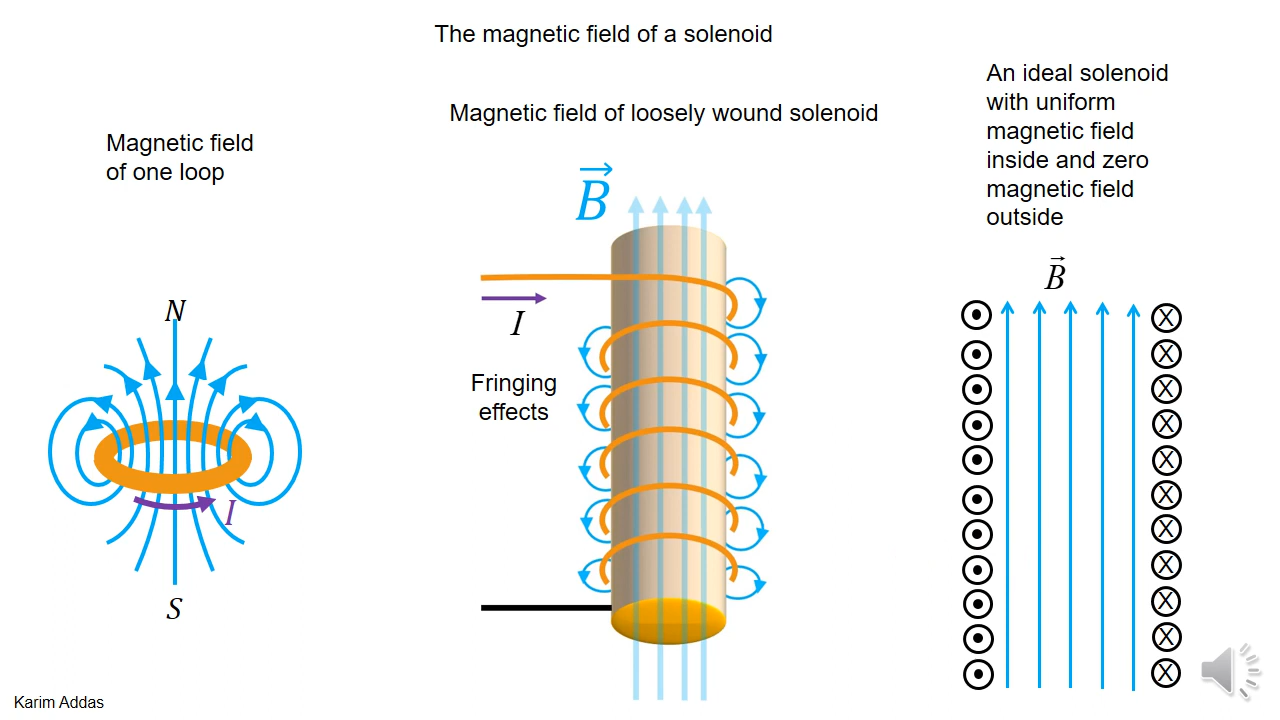 The magnetic field of a solenoid
Magnetic field
of one loop
N
I
S
Magnetic field of loosely wound solenoid
B
I
Fringing
effects
An ideal solenoid
with uniform
magnetic field
inside and zero
magnetic field
outside
B
X
X
X
X
X
X
X
X
X
X
X
Karim Addas